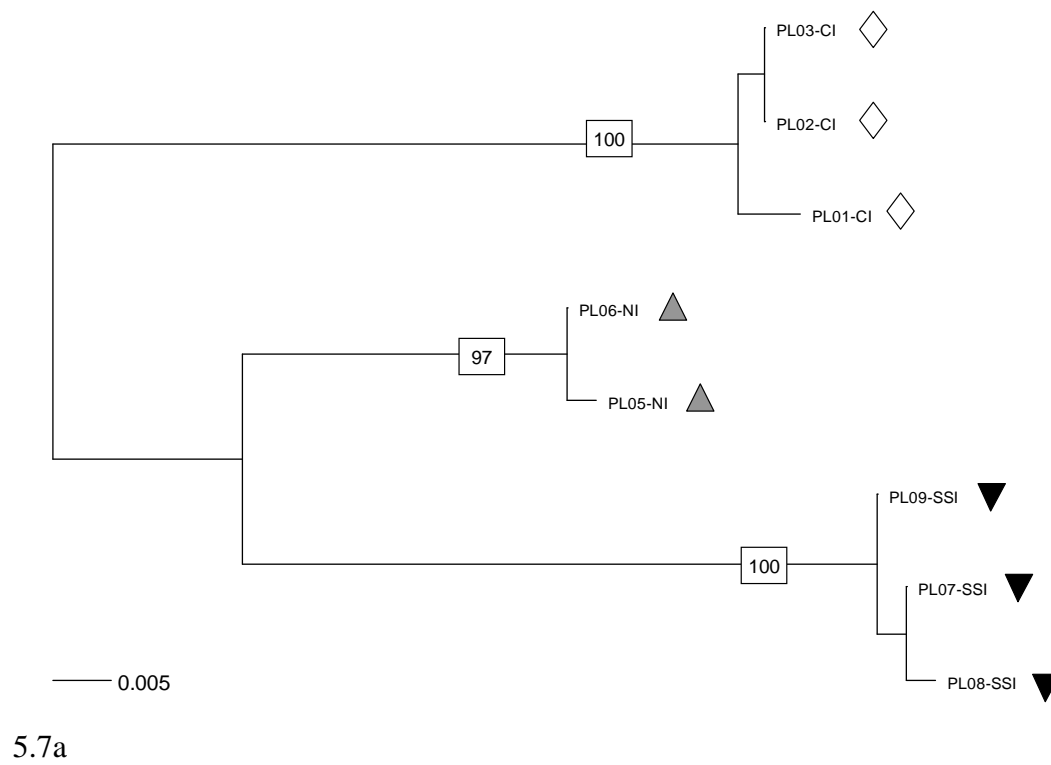 PL03-CI
PL02-CI
100
PL01-CI
PL06-NI
97
PL05-NI
PL09-SSI
100
PL07-SSI
PL08-SSI
0.005
5.7a